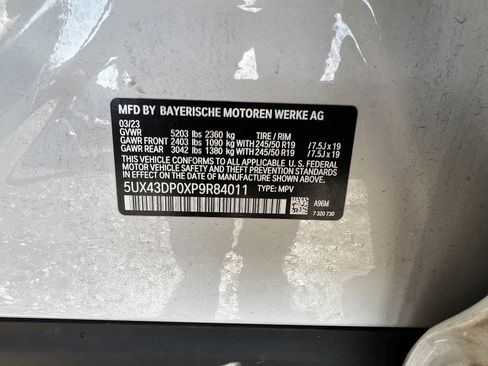 MFD BY BAYERISCHE MOTOREN WERKE AG
03/23
GVWR 5203 lbs 2360 kg TIRE / RIM
GAWR FRONT 2403 lbs 1090 kg WITH 245/50 R19 /7.5J x 19
GAWR REAR 3042 lbs 1380 kg WITH 245/50 R19 /7.5J x 19
THIS VEHICLE CONFORMS TO ALL APPLICABLE U. S. FEDERAL
MOTOR VEHICLE SAFETY, BUMPER, AND THEFT PREVENTION
STANDARDS IN EFFECT ON THE DATE OF MANUFACTURE SHOWN ABOVE.
5UX43DP0XP9R84011 TYPE: MPV
A96M
7 320 730